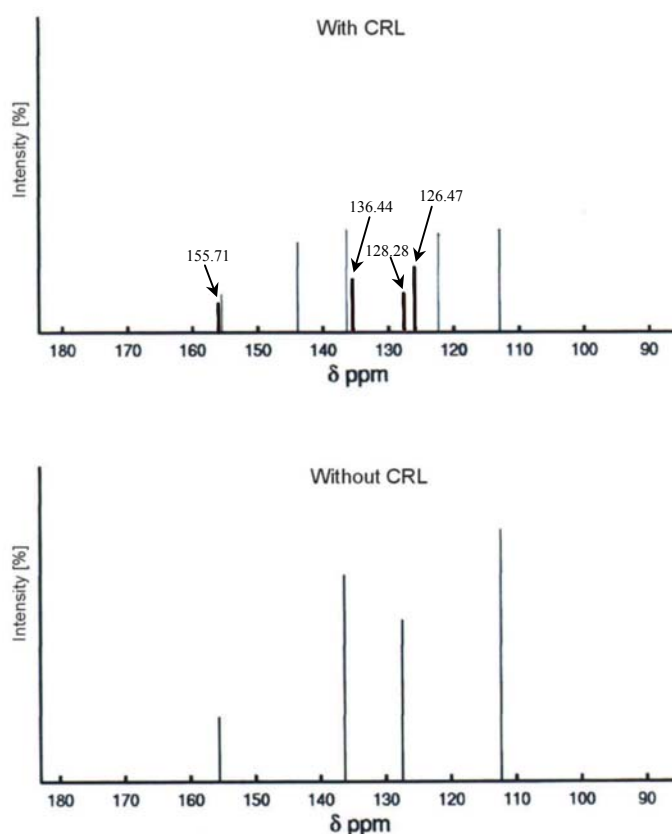 With CRL
Intensity [%]
126.47
136.44
128.28
155.71
180 170 160 150 140 130 120 110 100 90
δ ppm
Without CRL
Intensity [%]
180 170 160 150 140 130 120 110 100 90
δ ppm